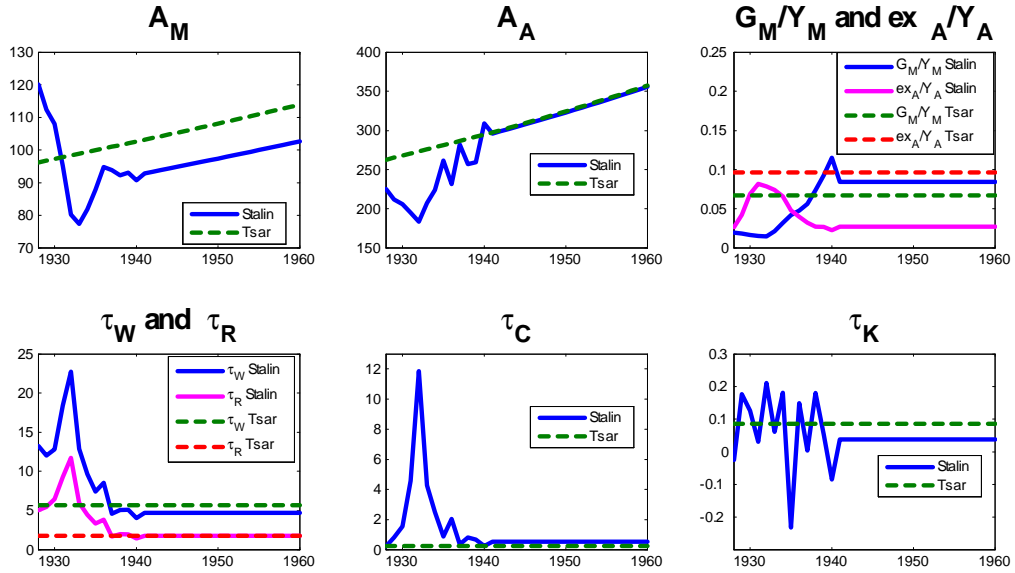 A_M
130
120
110
100
90
80
70
1930 1940 1950 1960
Stalin
Tsar
A_A
400
350
300
250
200
150
1930 1940 1950 1960
Stalin
Tsar
G_M/Y_M and ex_A/Y_A
0.25
0.2
0.15
0.1
0.05
0
1930 1940 1950 1960
G_M/Y_M Stalin
ex_A/Y_A Stalin
G_M/Y_M Tsar
ex_A/Y_A Tsar
τ_W and τ_R
25
20
15
10
5
0
1930 1940 1950 1960
τ_W Stalin
τ_R Stalin
τ_W Tsar
τ_R Tsar
τ_C
14
12
10
8
6
4
2
0
1930 1940 1950 1960
Stalin
Tsar
τ_K
0.3
0.2
0.1
0
-0.1
-0.2
1930 1940 1950 1960
Stalin
Tsar